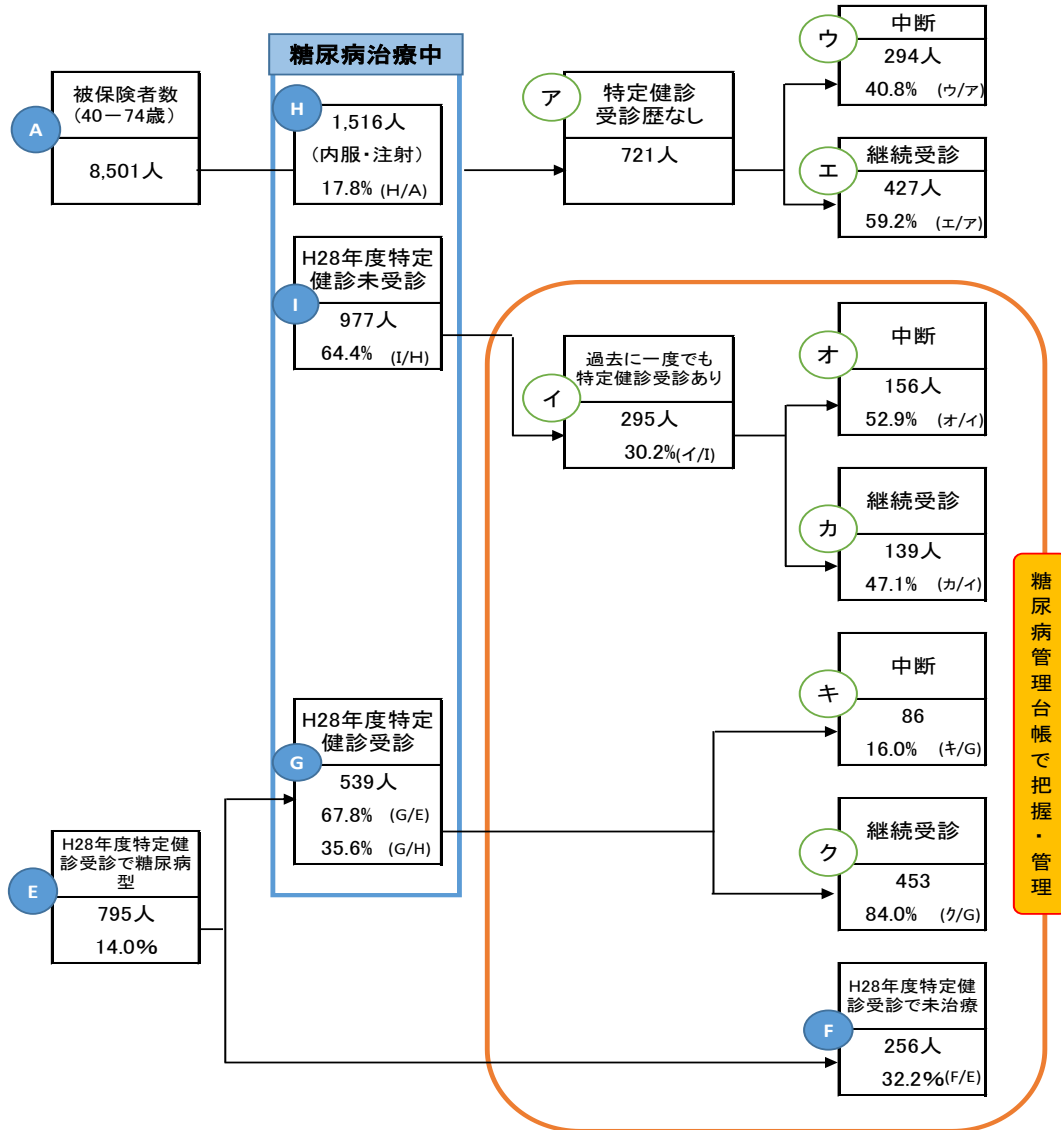 糖尿病治療中
A
被保険者数
(40－74歳)
8,501人
H
1,516人
(内服・注射)
17.8% (H/A)
ア
特定健診
受診歴なし
721人
ウ
中断
294人
40.8% (ウ/ア)
エ
継続受診
427人
59.2% (エ/ア)
I
H28年度特定
健診未受診
977人
64.4% (I/H)
イ
過去に一度でも
特定健診受診あり
295人
30.2%(イ/I)
オ
中断
156人
52.9% (オ/イ)
カ
継続受診
139人
47.1% (カ/イ)
糖尿病管理台帳で把握・管理
G
H28年度特定
健診受診
539人
67.8% (G/E)
35.6% (G/H)
キ
中断
86
16.0% (キ/G)
ク
継続受診
453
84.0% (ク/G)
E
H28年度特定健
診受診で糖尿病
型
795人
14.0%
F
H28年度特定健
診受診で未治療
256人
32.2%(F/E)